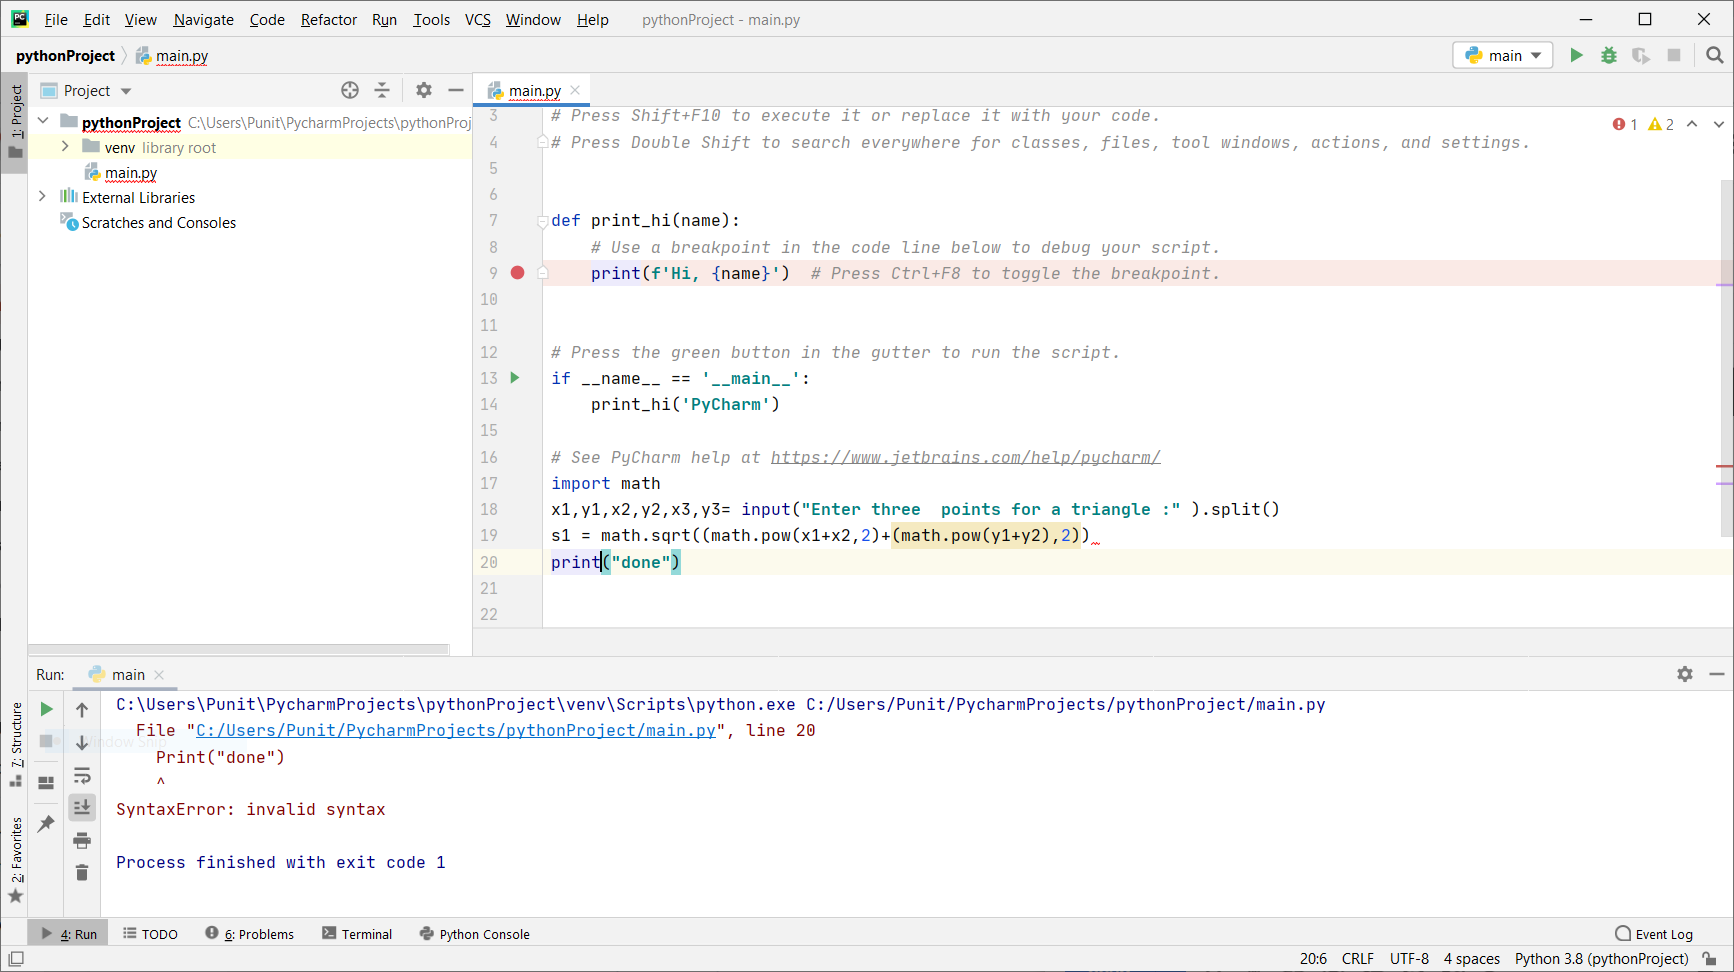 PC File Edit View Navigate Code Refactor Run Tools VCS Window Help pythonProject - main.py
pythonProject main.py main
1: Project
Project
main.py
pythonProject C:\Users\Punit\PycharmProjects\pythonProj
venv library root
main.py
External Libraries
Scratches and Consoles
1 2
3 # Press Shift+F10 to execute it or replace it with your code.
4 # Press Double Shift to search everywhere for classes, files, tool windows, actions, and settings.
5
6
7 def print_hi(name):
8 # Use a breakpoint in the code line below to debug your script.
9 print(f'Hi, {name}')  # Press Ctrl+F8 to toggle the breakpoint.
10
11
12 # Press the green button in the gutter to run the script.
13 if __name__ == '__main__':
14 print_hi('PyCharm')
15
16 # See PyCharm help at https://www.jetbrains.com/help/pycharm/
17 import math
18 x1,y1,x2,y2,x3,y3= input("Enter three  points for a triangle :" ).split()
19 s1 = math.sqrt((math.pow(x1+x2,2)+(math.pow(y1+y2),2))
20 print("done")
21
22
Run: main
7: Structure
2: Favorites
C:\Users\Punit\PycharmProjects\pythonProject\venv\Scripts\python.exe C:/Users/Punit/PycharmProjects/pythonProject/main.py
File "C:/Users/Punit/PycharmProjects/pythonProject/main.py", line 20
Window Snip
Print("done")
^
SyntaxError: invalid syntax
Process finished with exit code 1
4: Run TODO 6: Problems Terminal Python Console Event Log
20:6 CRLF UTF-8 4 spaces Python 3.8 (pythonProject)